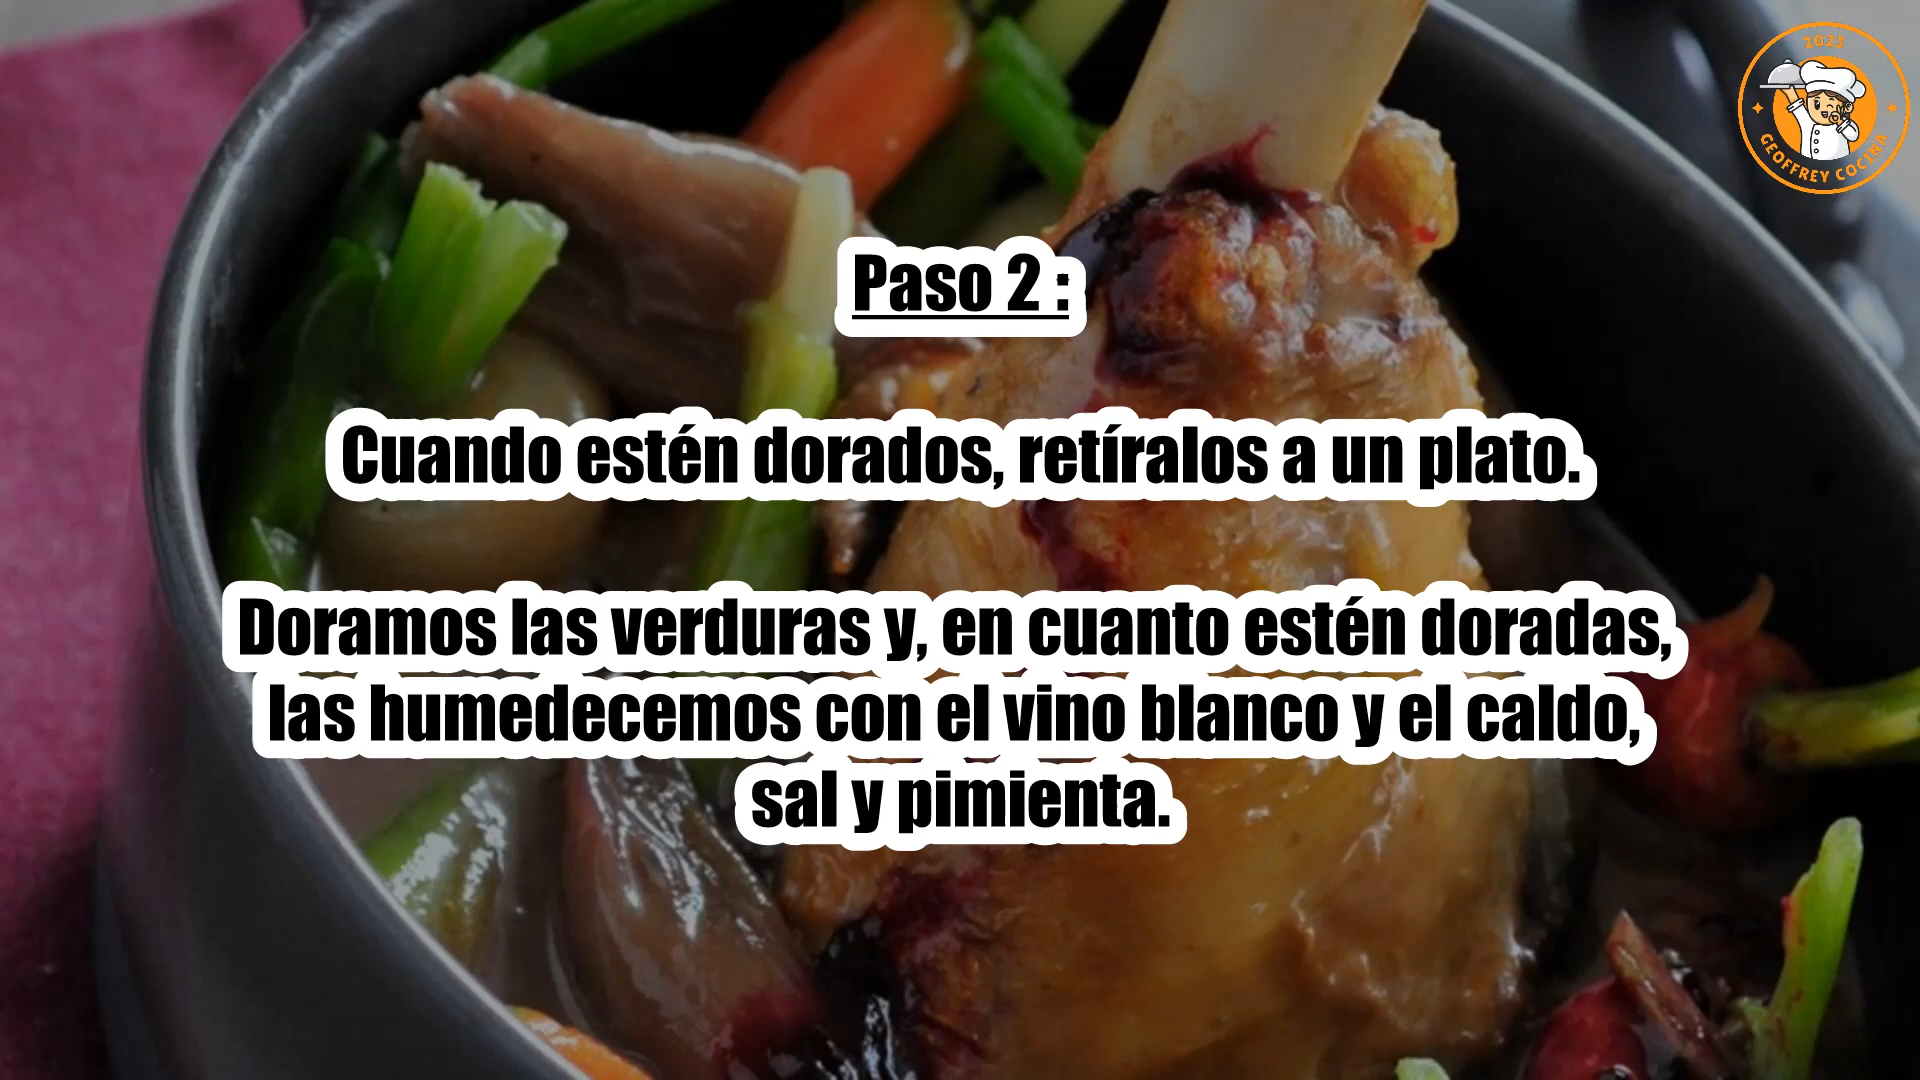 2023
GEOFFREY COCINA
Paso 2 :
Cuando estén dorados, retíralos a un plato.
Doramos las verduras y, en cuanto estén doradas,
las humedecemos con el vino blanco y el caldo,
sal y pimienta.